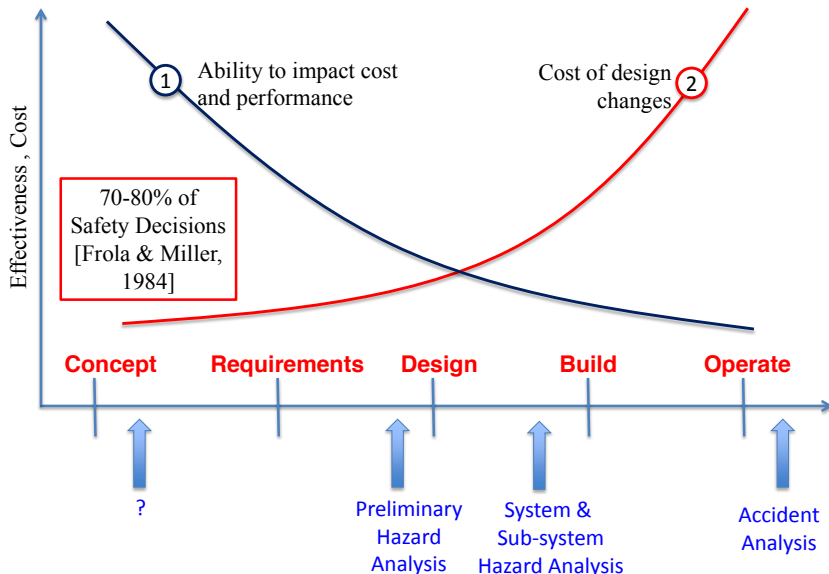 1
Ability to impact cost
and performance
Cost of design
changes
2
Effectiveness , Cost
70-80% of
Safety Decisions
[Frola & Miller,
1984]
Concept
Requirements
Design
Build
Operate
?
Preliminary
Hazard
Analysis
System &
Sub-system
Hazard Analysis
Accident
Analysis